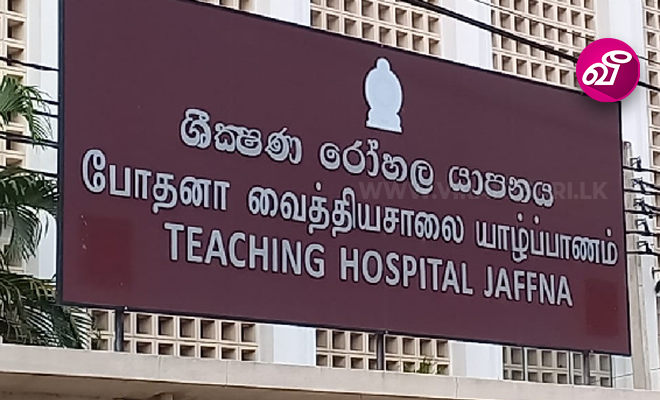 වී
ශික්ෂණ රෝහල යාපනය
போதனா வைத்தியசாலை யாழ்ப்பாணம்
TEACHING HOSPITAL JAFFNA